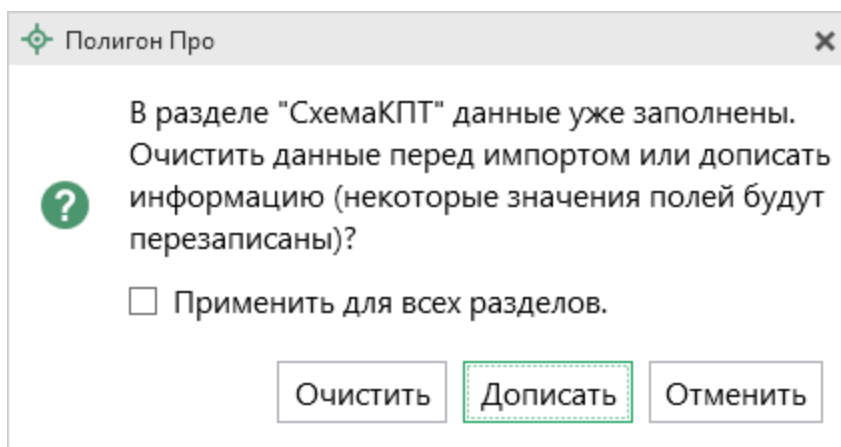 Полигон Про
В разделе "СхемаКПТ" данные уже заполнены.
Очистить данные перед импортом или дописать
информацию (некоторые значения полей будут
перезаписаны)?
Применить для всех разделов.
Очистить Дописать Отменить